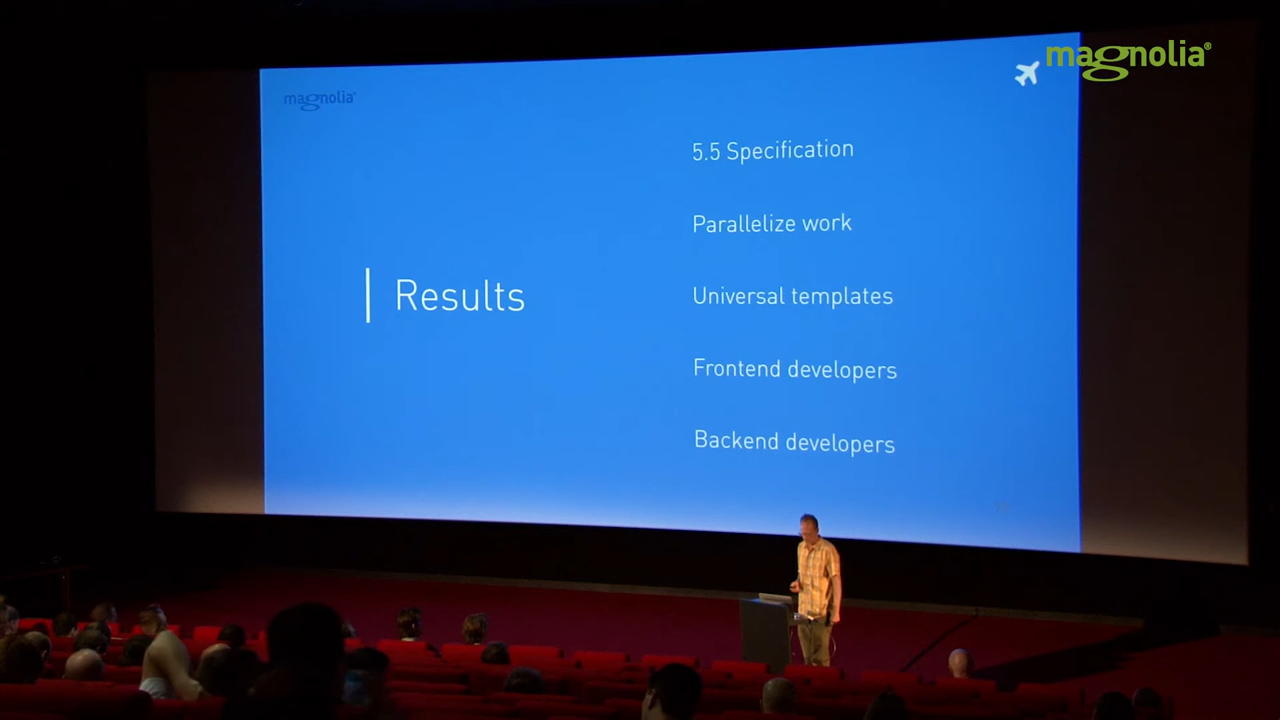 magnolia®
magnolia®
Results
5.5 Specification
Parallelize work
Universal templates
Frontend developers
Backend developers